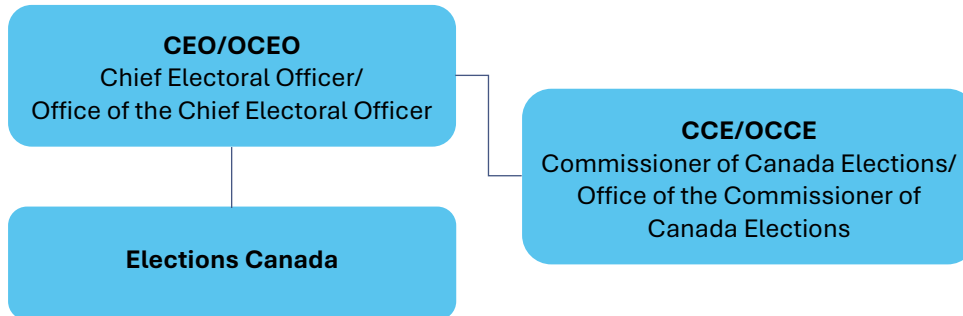 CEO/OCEO
Chief Electoral Officer/
Office of the Chief Electoral Officer
CCE/OCCE
Commissioner of Canada Elections/
Office of the Commissioner of
Canada Elections
Elections Canada